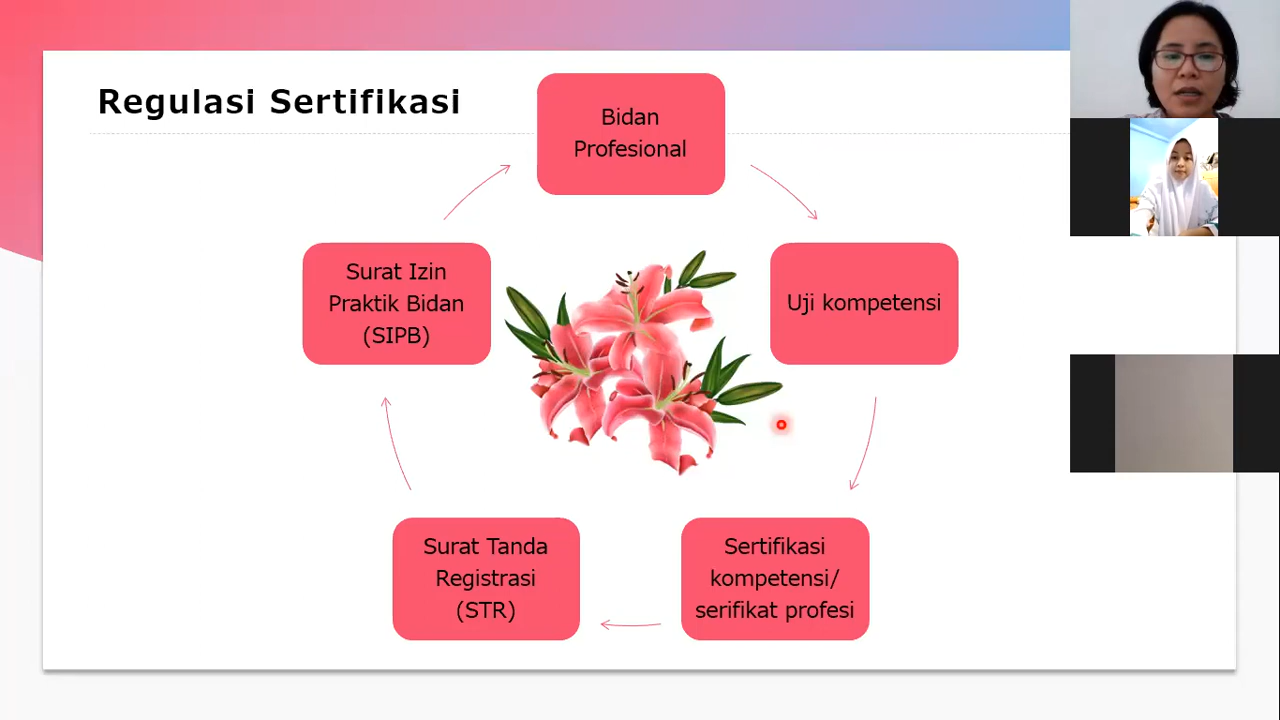 Regulasi Sertifikasi
Bidan
Profesional
Uji kompetensi
Sertifikasi
kompetensi/
serifikat profesi
Surat Tanda
Registrasi
(STR)
Surat Izin
Praktik Bidan
(SIPB)